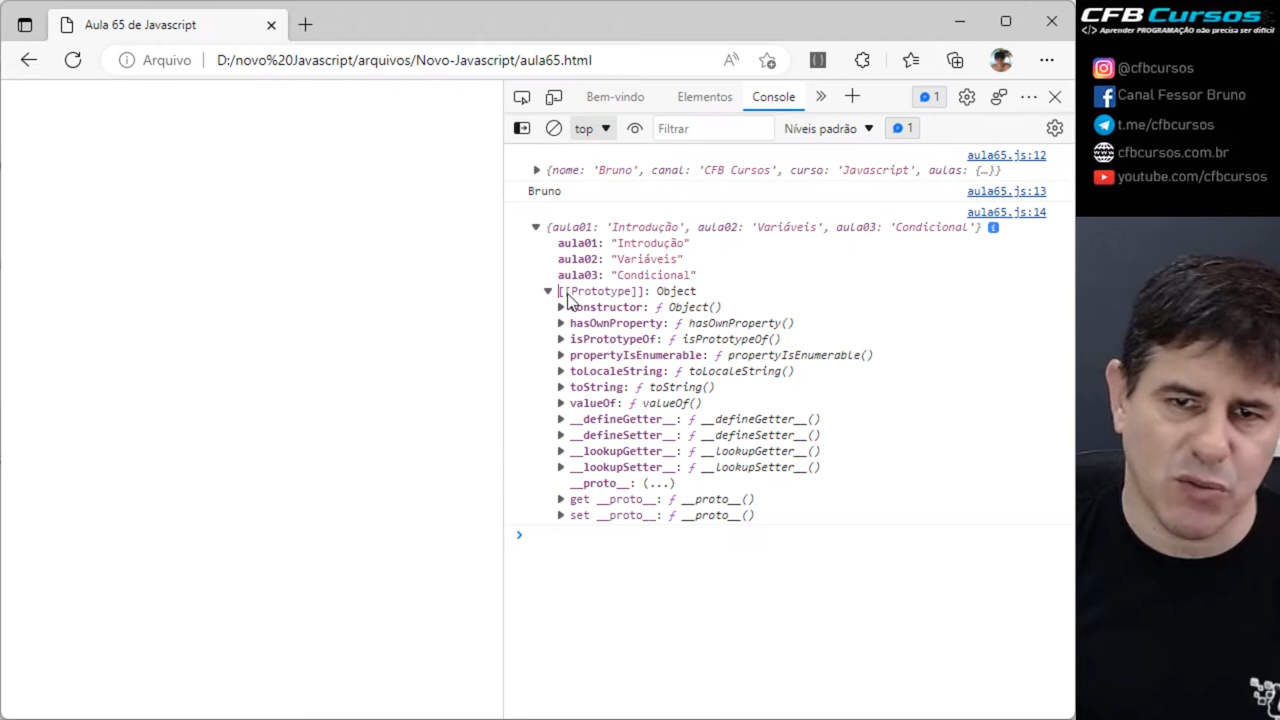 Aula 65 de Javascript
Arquivo
D:/novo%20Javascript/arquivos/Novo-Javascript/aula65.html
Bem-vindo
Elementos
Console
1
top
Filtrar
Níveis padrão
1
aula65.js:12
{nome: 'Bruno', canal: 'CFB Cursos', curso: 'Javascript', aulas: {…}}
Bruno
aula65.js:13
aula65.js:14
{aula01: 'Introdução', aula02: 'Variáveis', aula03: 'Condicional'}
aula01: "Introdução"
aula02: "Variáveis"
aula03: "Condicional"
[[Prototype]]: Object
constructor: ƒ Object()
hasOwnProperty: ƒ hasOwnProperty()
isPrototypeOf: ƒ isPrototypeOf()
propertyIsEnumerable: ƒ propertyIsEnumerable()
toLocaleString: ƒ toLocaleString()
toString: ƒ toString()
valueOf: ƒ valueOf()
__defineGetter__: ƒ __defineGetter__()
__defineSetter__: ƒ __defineSetter__()
__lookupGetter__: ƒ __lookupGetter__()
__lookupSetter__: ƒ __lookupSetter__()
__proto__: (...)
get __proto__: ƒ __proto__()
set __proto__: ƒ __proto__()
CFB Cursos
</> Aprender PROGRAMAÇÃO não precisa ser difícil
@cfbcursos
Canal Fessor Bruno
t.me/cfbcursos
cfbcursos.com.br
youtube.com/cfbcursos